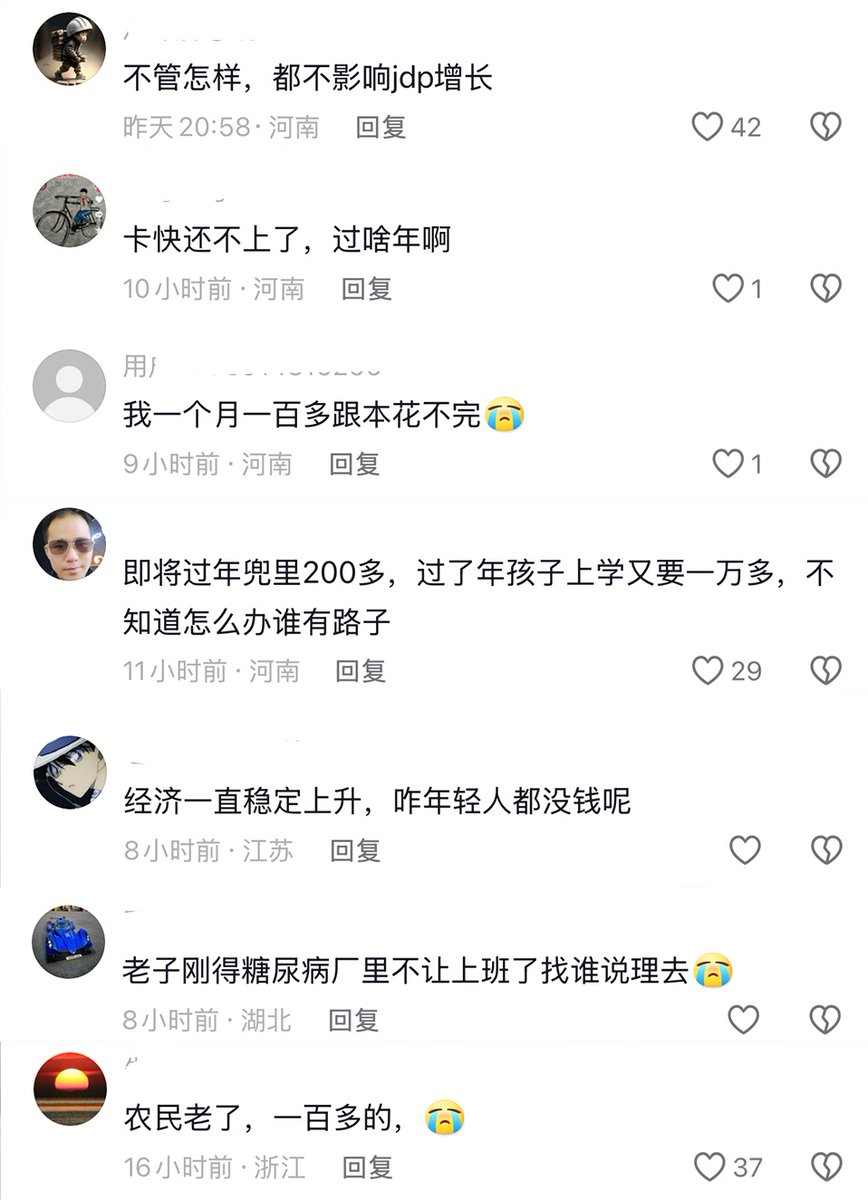 不管怎样，都不影响jdp增长
昨天 20:58 · 河南 回复 42
卡快还不上了，过啥年啊
10小时前 · 河南 回复 1
我一个月一百多跟本花不完😭
9小时前 · 河南 回复 1
即将过年兜里200多，过了年孩子上学又要一万多，不
知道怎么办谁有路子
11小时前 · 河南 回复 29
经济一直稳定上升，咋年轻人都没钱呢
8小时前 · 江苏 回复
老子刚得糖尿病厂里不让上班了找谁说理去😭
8小时前 · 湖北 回复
农民老了，一百多的，😭
16小时前 · 浙江 回复 37